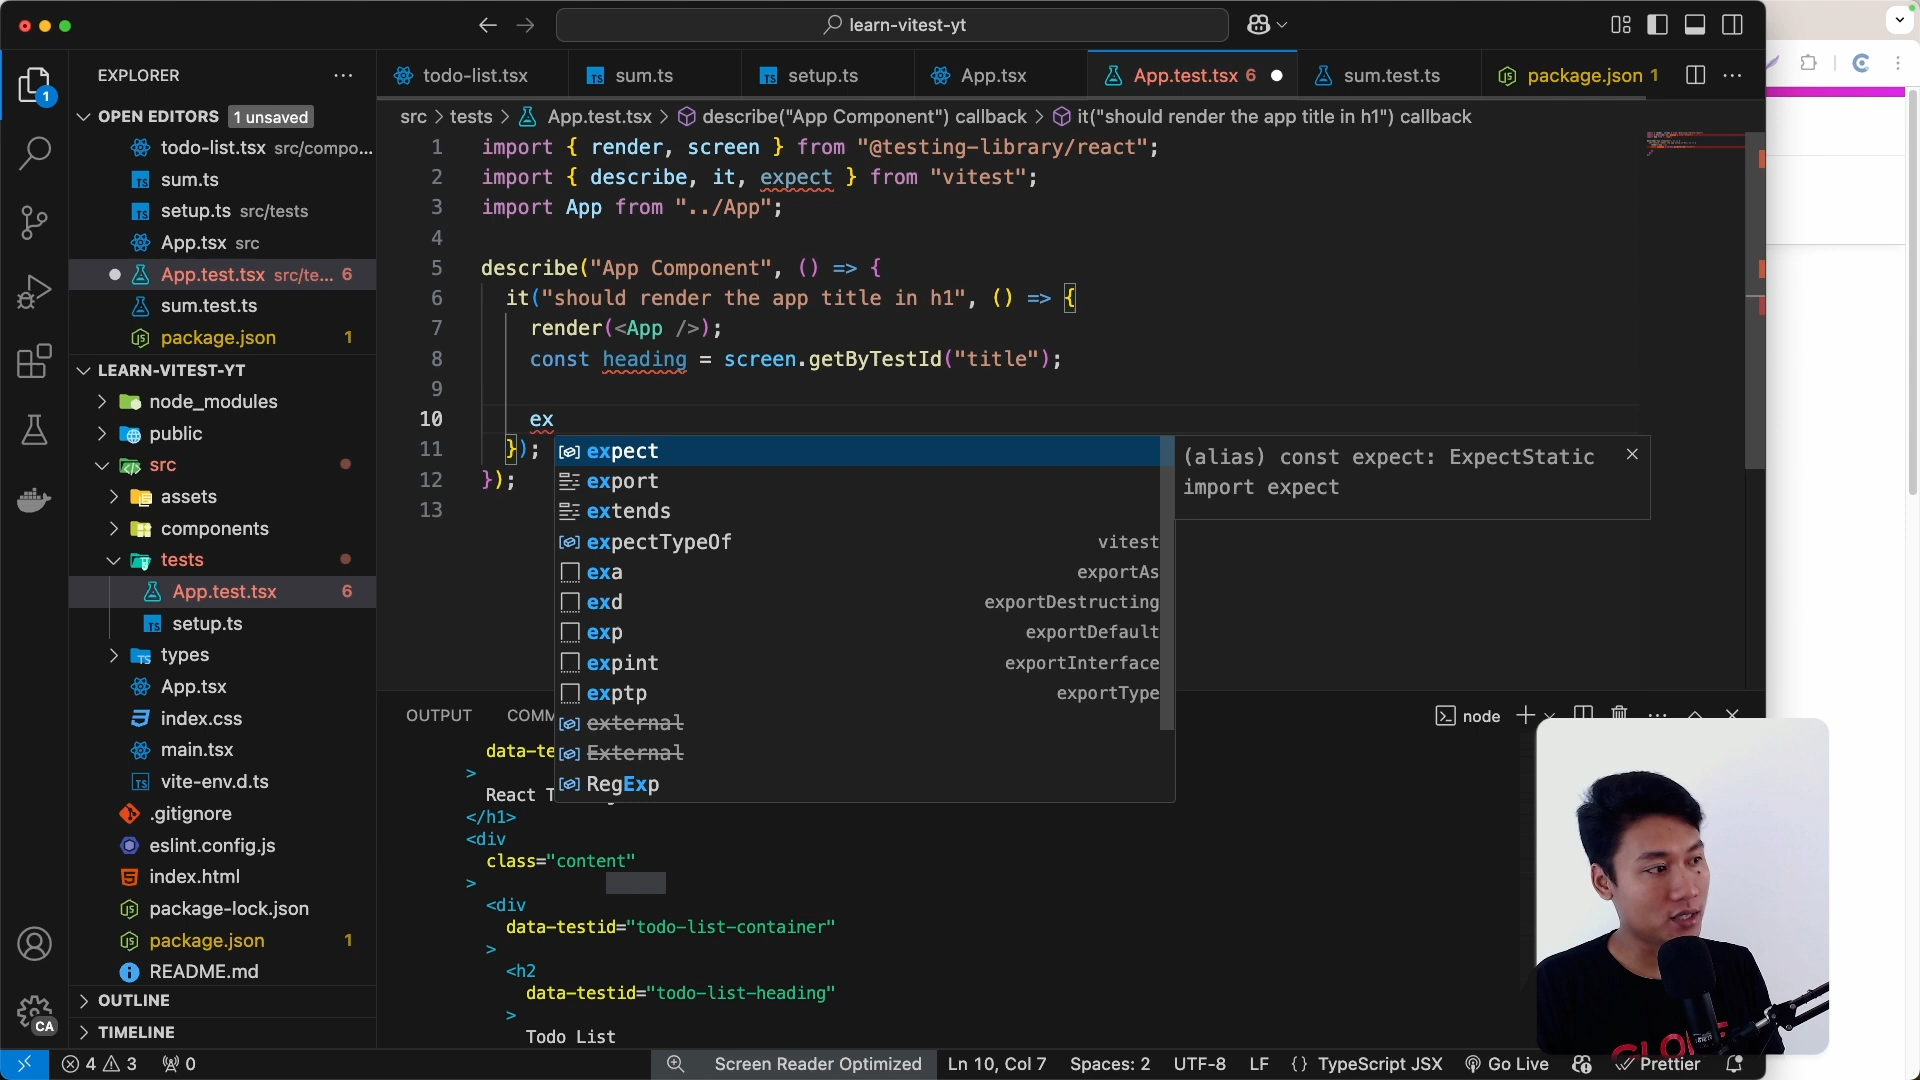 learn-vitest-yt
EXPLORER
todo-list.tsx
sum.ts
setup.ts
App.tsx
App.test.tsx 6
sum.test.ts
package.json 1
1
OPEN EDITORS
1 unsaved
todo-list.tsx src/compo...
sum.ts
setup.ts src/tests
App.tsx src
App.test.tsx src/te... 6
sum.test.ts
package.json 1
LEARN-VITEST-YT
node_modules
public
src
assets
components
tests
App.test.tsx 6
setup.ts
types
App.tsx
index.css
main.tsx
vite-env.d.ts
.gitignore
eslint.config.js
index.html
package-lock.json
package.json 1
README.md
OUTLINE
TIMELINE
CA
src > tests > App.test.tsx > describe("App Component") callback > it("should render the app title in h1") callback
1 import { render, screen } from "@testing-library/react";
2 import { describe, it, expect } from "vitest";
3 import App from "../App";
4
5 describe("App Component", () => {
6 it("should render the app title in h1", () => {
7 render(<App />);
8 const heading = screen.getByTestId("title");
9
10 ex
11 });
12 });
13
expect
export
extends
expectTypeOf vitest
exa exportAs
exd exportDestructing
exp exportDefault
expint exportInterface
exptp exportType
external
External
RegExp
(alias) const expect: ExpectStatic
import expect
OUTPUT
COMM
node
data-te
>
React T
</h1>
<div
class="content"
>
<div
data-testid="todo-list-container"
>
<h2
data-testid="todo-list-heading"
>
Todo List
4 3 0
Screen Reader Optimized
Ln 10, Col 7
Spaces: 2
UTF-8
LF
{} TypeScript JSX
Go Live
Prettier